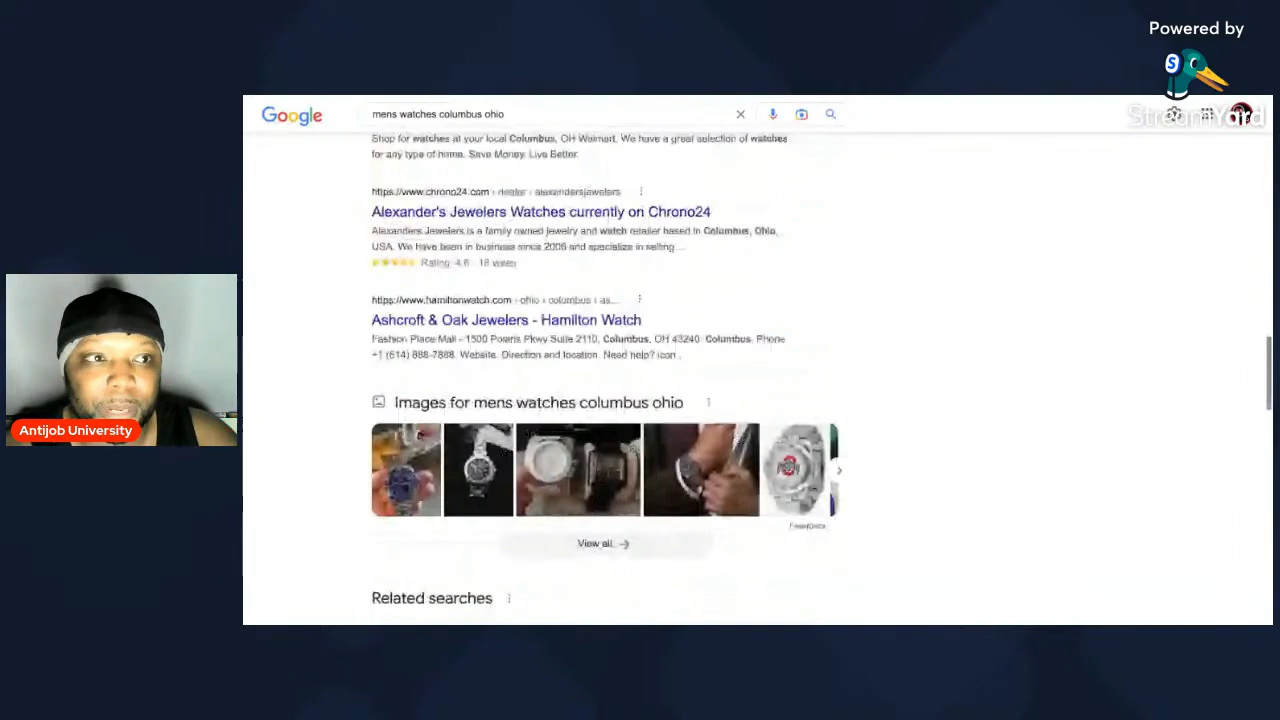 Powered by
StreamYard
Google
mens watches columbus ohio
Shop for watches at your local Columbus, OH Walmart. We have a great selection of watches
for any type of home. Save Money. Live Better.
https://www.chrono24.com › dealer › alexandersjewelers
Alexander's Jewelers Watches currently on Chrono24
Alexanders Jewelers is a family owned jewelry and watch retailer based in Columbus, Ohio,
USA. We have been in business since 2006 and specialize in selling ...
Rating: 4.6 · 18 votes
https://www.hamiltonwatch.com › ohio › columbus › as...
Ashcroft & Oak Jewelers - Hamilton Watch
Fashion Place Mall - 1500 Polaris Pkwy Suite 2110, Columbus, OH 43240 Columbus. Phone
+1 (614) 888-7888. Website. Direction and location. Need help? icon .
Images for mens watches columbus ohio
View all →
Related searches
Antijob University